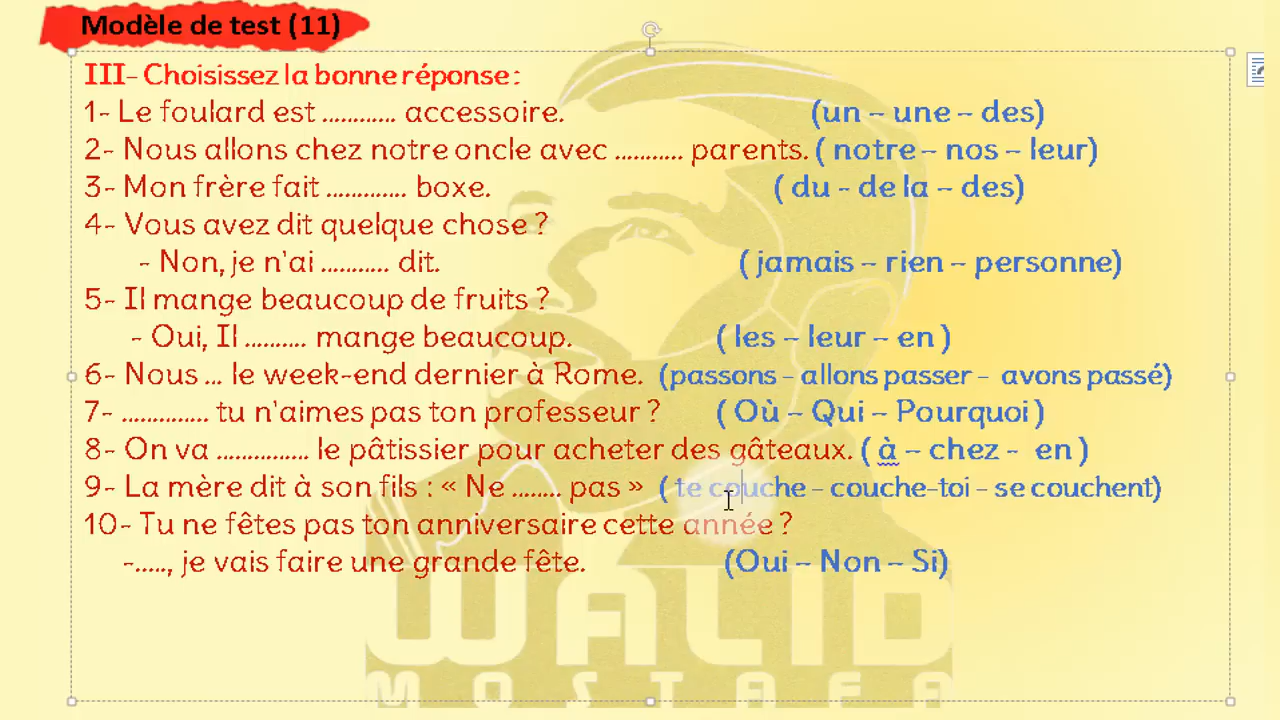 Modèle de test (11)
III- Choisissez la bonne réponse :
1- Le foulard est ............ accessoire. (un – une – des)
2- Nous allons chez notre oncle avec ........... parents. ( notre – nos – leur)
3- Mon frère fait ............. boxe. ( du - de la – des)
4- Vous avez dit quelque chose ?
- Non, je n'ai ........... dit. ( jamais – rien – personne)
5- Il mange beaucoup de fruits ?
- Oui, Il .......... mange beaucoup. ( les – leur – en )
6- Nous ... le week-end dernier à Rome. (passons - allons passer - avons passé)
7- .............. tu n'aimes pas ton professeur ? ( Où – Qui – Pourquoi )
8- On va ............... le pâtissier pour acheter des gâteaux. ( à – chez - en )
9- La mère dit à son fils : « Ne ........ pas » ( te couche - couche-toi - se couchent)
10- Tu ne fêtes pas ton anniversaire cette année ?
-....., je vais faire une grande fête. (Oui – Non – Si)
WALID
MOSTAFA